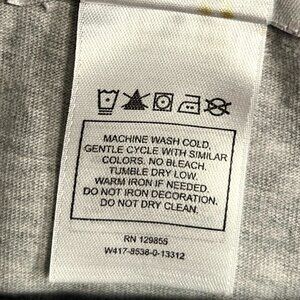 MACHINE WASH COLD,
GENTLE CYCLE WITH SIMILAR
COLORS. NO BLEACH.
TUMBLE DRY LOW.
WARM IRON IF NEEDED.
DO NOT IRON DECORATION.
DO NOT DRY CLEAN.
RN 129855
W417-8538-0-13312